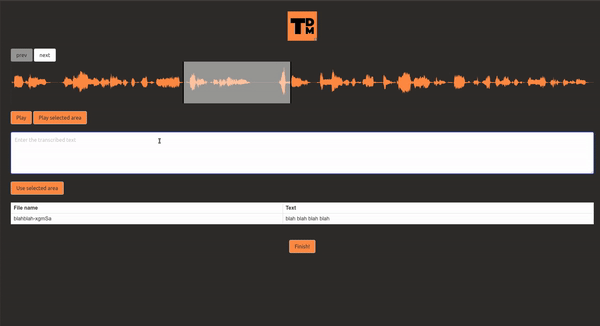 TDM
prev next
Play Play selected area
Enter the transcribed text
Use selected area
File name Text
blahblah-xgmSa blah blah blah blah
Finish!